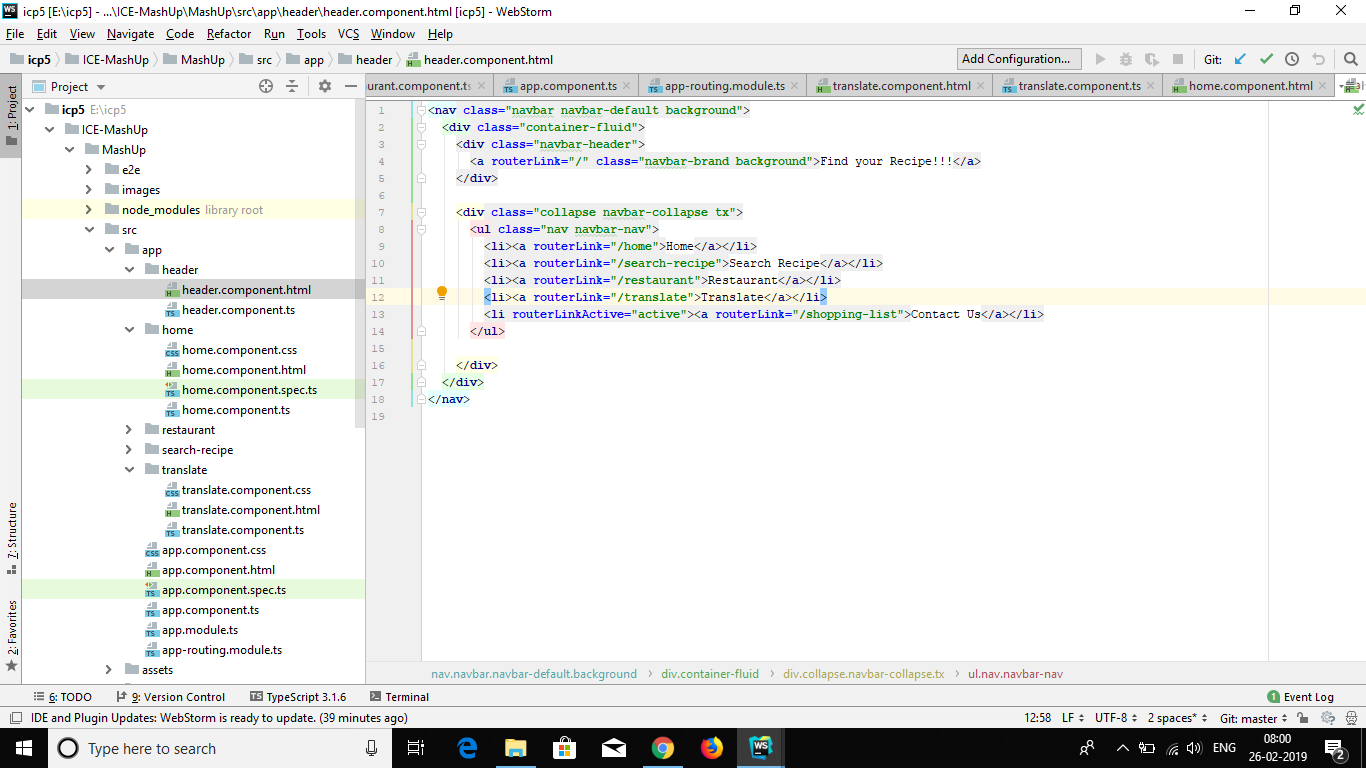 icp5 [E:\icp5] - ...\ICE-MashUp\MashUp\src\app\header\header.component.html [icp5] - WebStorm
File Edit View Navigate Code Refactor Run Tools VCS Window Help
icp5 ICE-MashUp MashUp src app header header.component.html Add Configuration... Git:
Project urant.component.ts app.component.ts app-routing.module.ts translate.component.html translate.component.ts home.component.html
1: Project
7: Structure
2: Favorites
icp5 E:\icp5
ICE-MashUp
MashUp
e2e
images
node_modules library root
src
app
header
header.component.html
header.component.ts
home
home.component.css
home.component.html
home.component.spec.ts
home.component.ts
restaurant
search-recipe
translate
translate.component.css
translate.component.html
translate.component.ts
app.component.css
app.component.html
app.component.spec.ts
app.component.ts
app.module.ts
app-routing.module.ts
assets
1 <nav class="navbar navbar-default background">
2 <div class="container-fluid">
3 <div class="navbar-header">
4 <a routerLink="/" class="navbar-brand background">Find your Recipe!!!</a>
5 </div>
6
7 <div class="collapse navbar-collapse tx">
8 <ul class="nav navbar-nav">
9 <li><a routerLink="/home">Home</a></li>
10 <li><a routerLink="/search-recipe">Search Recipe</a></li>
11 <li><a routerLink="/restaurant">Restaurant</a></li>
12 <li><a routerLink="/translate">Translate</a></li>
13 <li routerLinkActive="active"><a routerLink="/shopping-list">Contact Us</a></li>
14 </ul>
15
16 </div>
17 </div>
18 </nav>
19
nav.navbar.navbar-default.background div.container-fluid div.collapse.navbar-collapse.tx ul.nav.navbar-nav
6: TODO 9: Version Control TypeScript 3.1.6 Terminal 1 Event Log
IDE and Plugin Updates: WebStorm is ready to update. (39 minutes ago) 12:58 LF UTF-8 2 spaces* Git: master
Type here to search ENG 08:00
26-02-2019 2